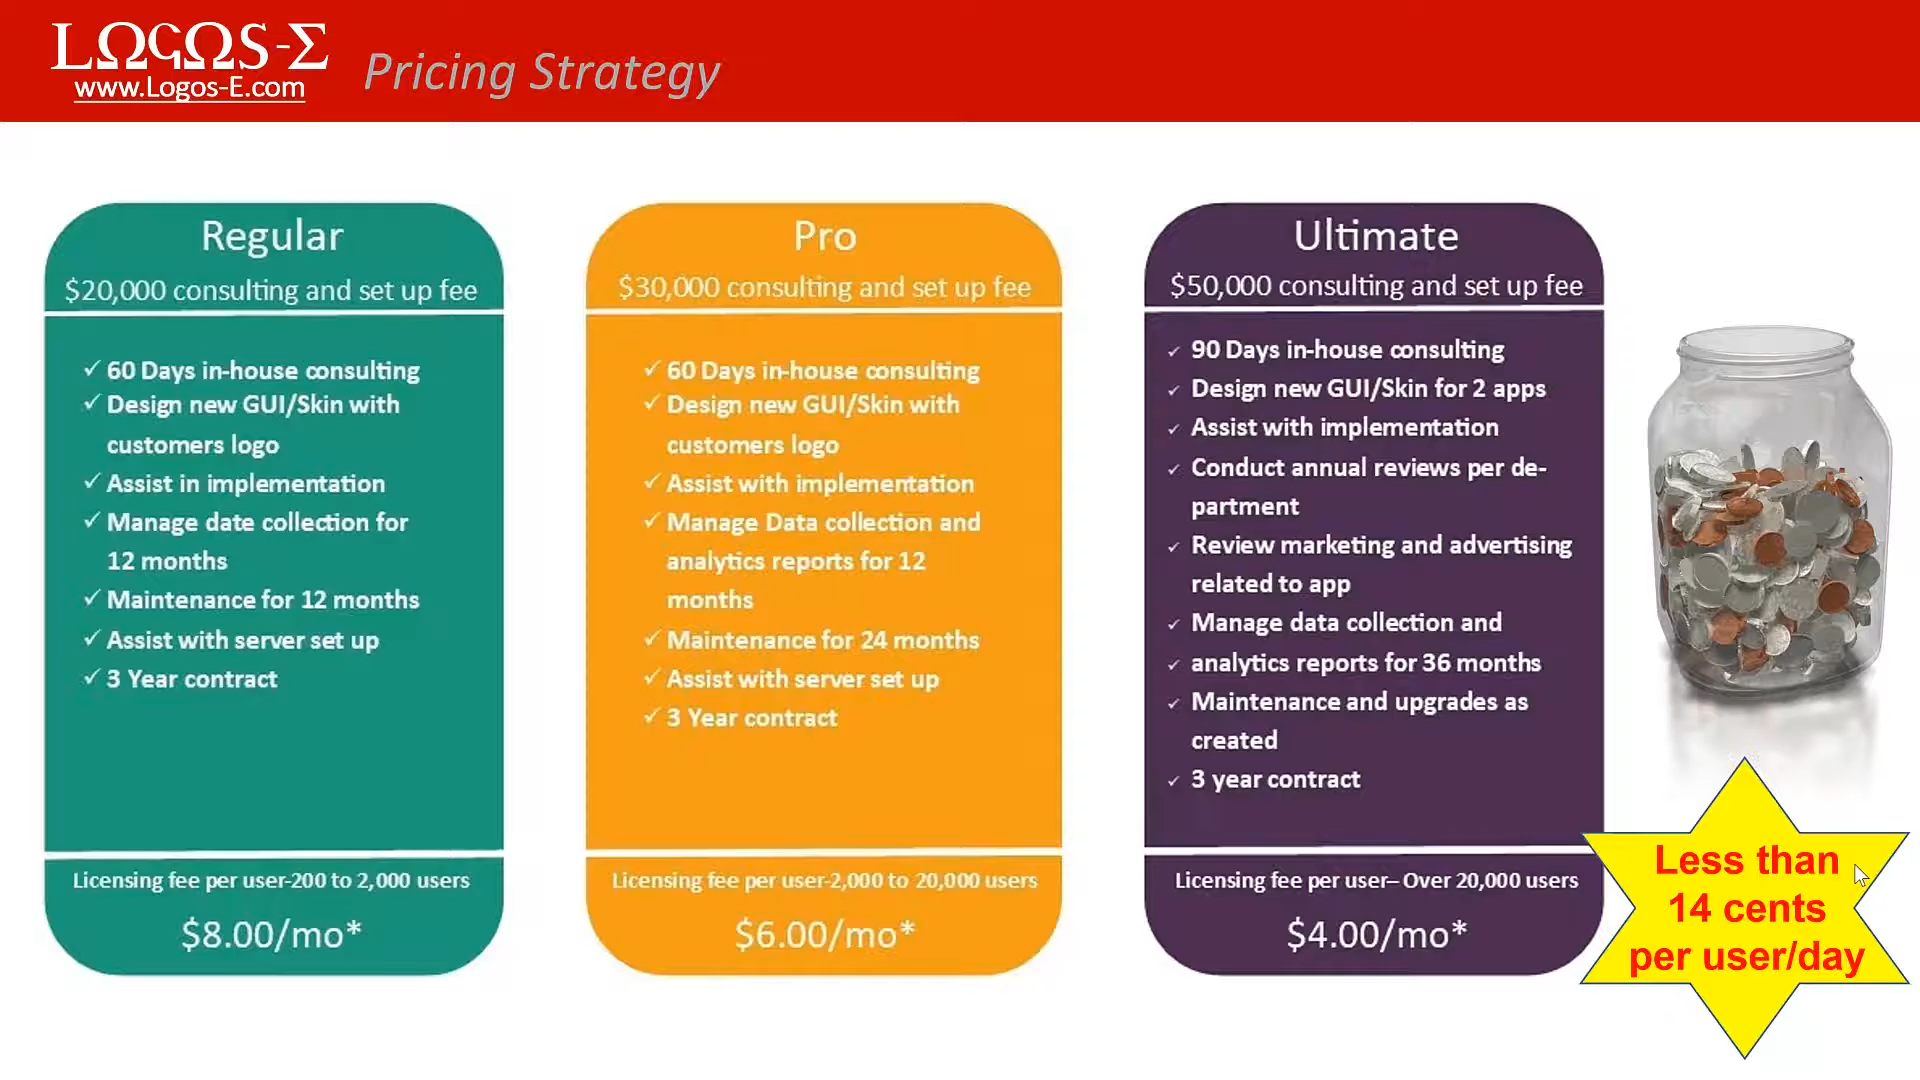 LΩGΩS-Σ
www.Logos-E.com
Pricing Strategy
Regular
$20,000 consulting and set up fee
✓ 60 Days in-house consulting
✓ Design new GUI/Skin with
customers logo
✓ Assist in implementation
✓ Manage date collection for
12 months
✓ Maintenance for 12 months
✓ Assist with server set up
✓ 3 Year contract
Licensing fee per user-200 to 2,000 users
$8.00/mo*
Pro
$30,000 consulting and set up fee
✓ 60 Days in-house consulting
✓ Design new GUI/Skin with
customers logo
✓ Assist with implementation
✓ Manage Data collection and
analytics reports for 12
months
✓ Maintenance for 24 months
✓ Assist with server set up
✓ 3 Year contract
Licensing fee per user-2,000 to 20,000 users
$6.00/mo*
Ultimate
$50,000 consulting and set up fee
✓ 90 Days in-house consulting
✓ Design new GUI/Skin for 2 apps
✓ Assist with implementation
✓ Conduct annual reviews per de-
partment
✓ Review marketing and advertising
related to app
✓ Manage data collection and
✓ analytics reports for 36 months
✓ Maintenance and upgrades as
created
✓ 3 year contract
Licensing fee per user– Over 20,000 users
$4.00/mo*
Less than
14 cents
per user/day